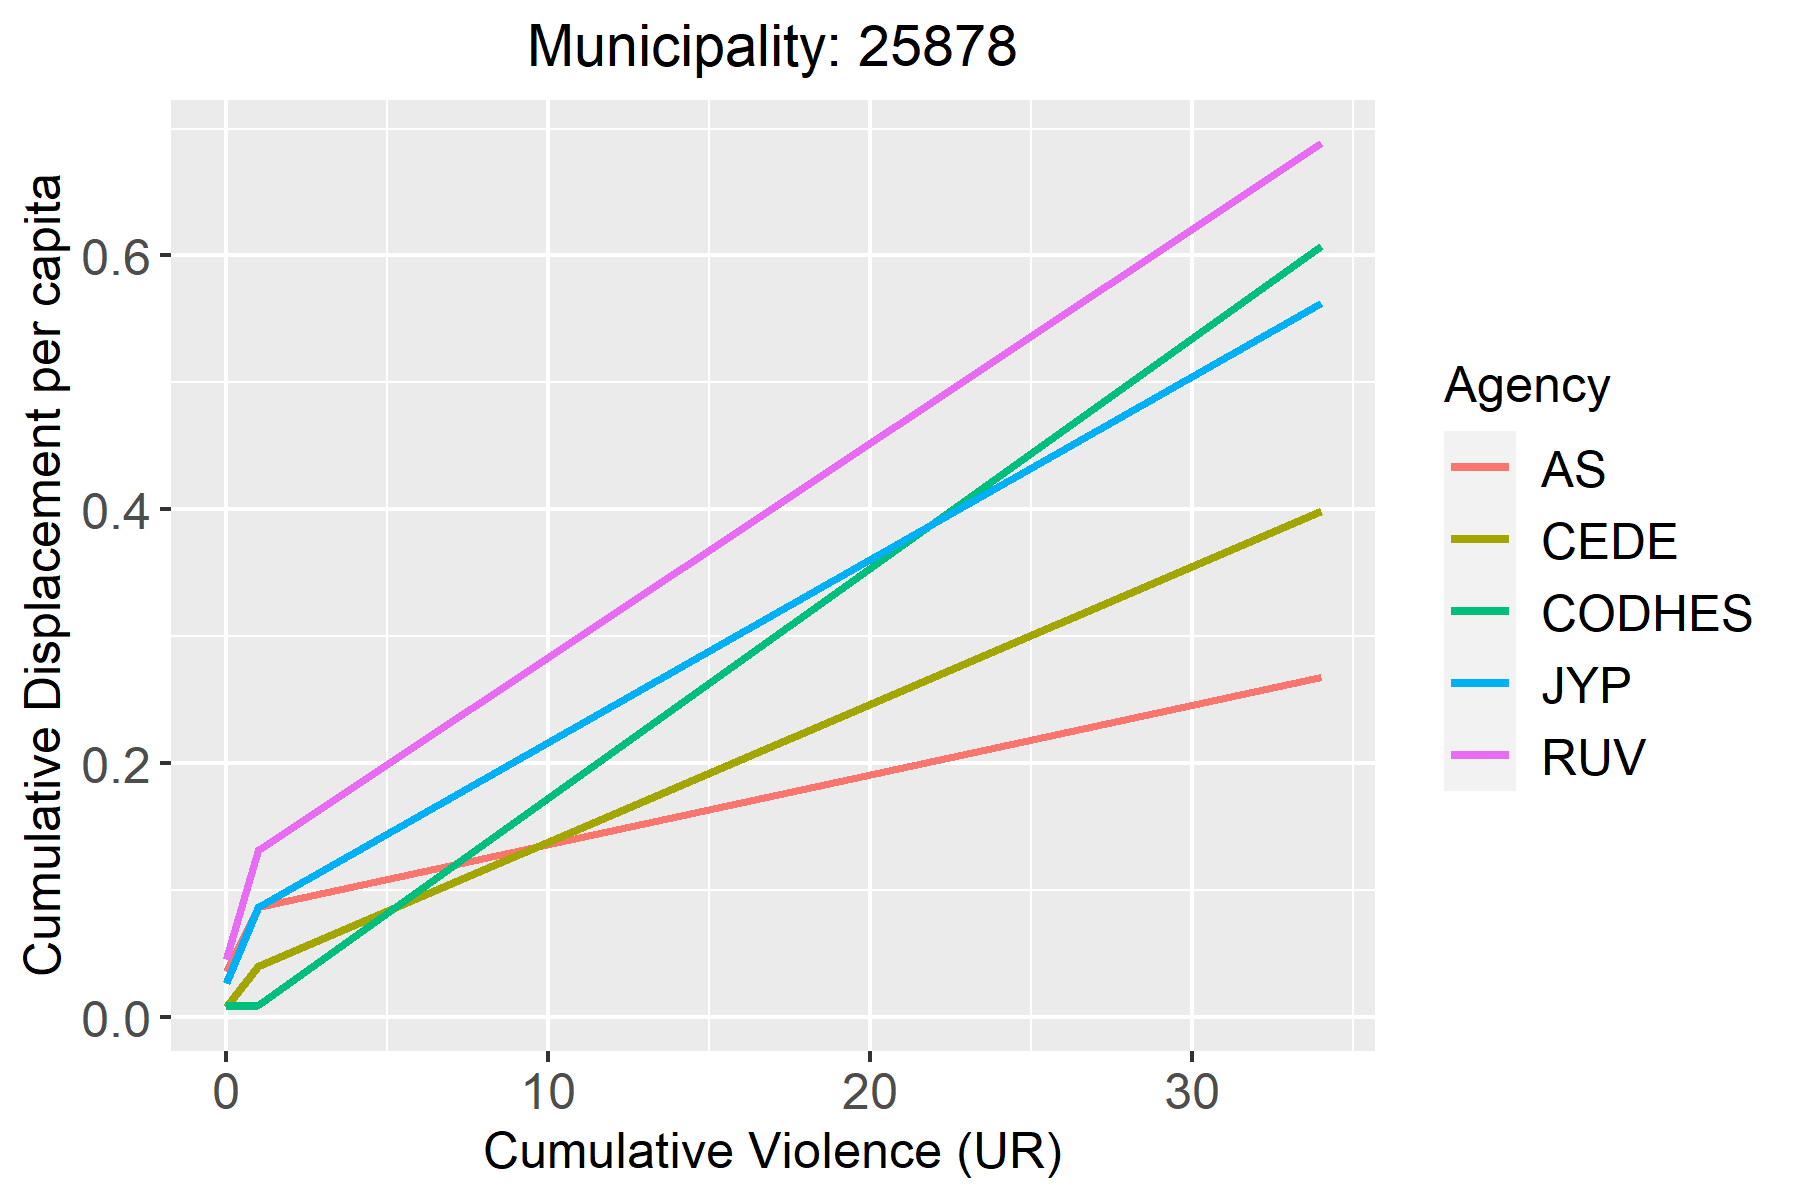 Municipality: 25878
Cumulative Displacement per capita
0.6
0.4
0.2
0.0
0
10
20
30
Cumulative Violence (UR)
Agency
AS
CEDE
CODHES
JYP
RUV